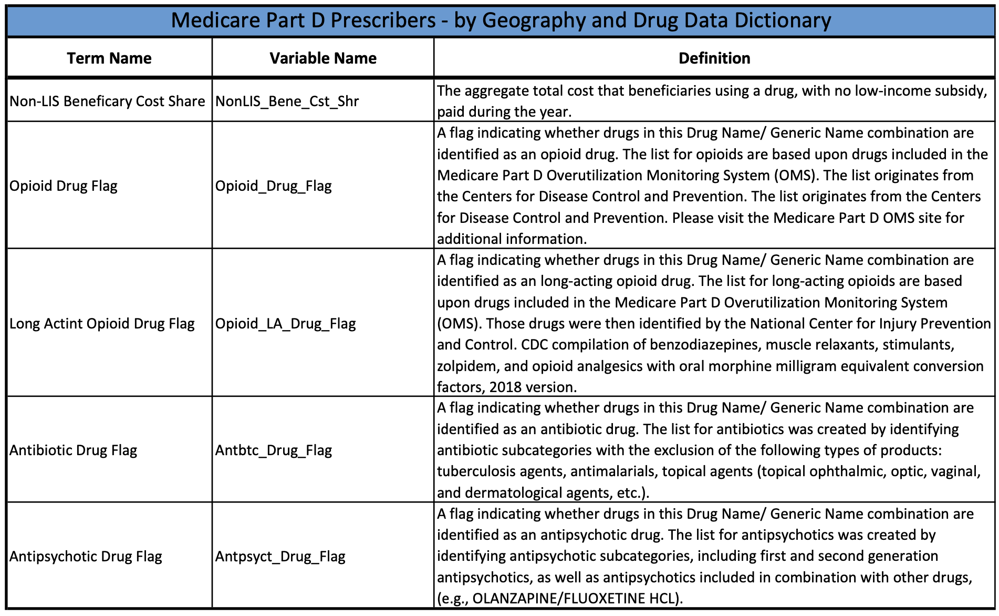 Medicare Part D Prescribers - by Geography and Drug Data Dictionary
Term Name
Variable Name
Definition
Non-LIS Beneficary Cost Share
NonLIS_Bene_Cst_Shr
The aggregate total cost that beneficiaries using a drug, with no low-income subsidy,
paid during the year.
Opioid Drug Flag
Opioid_Drug_Flag
A flag indicating whether drugs in this Drug Name/ Generic Name combination are
identified as an opioid drug. The list for opioids are based upon drugs included in the
Medicare Part D Overutilization Monitoring System (OMS). The list originates from
the Centers for Disease Control and Prevention. The list originates from the Centers
for Disease Control and Prevention. Please visit the Medicare Part D OMS site for
additional information.
Long Actint Opioid Drug Flag
Opioid_LA_Drug_Flag
A flag indicating whether drugs in this Drug Name/ Generic Name combination are
identified as an long-acting opioid drug. The list for long-acting opioids are based
upon drugs included in the Medicare Part D Overutilization Monitoring System
(OMS). Those drugs were then identified by the National Center for Injury Prevention
and Control. CDC compilation of benzodiazepines, muscle relaxants, stimulants,
zolpidem, and opioid analgesics with oral morphine milligram equivalent conversion
factors, 2018 version.
Antibiotic Drug Flag
Antbtc_Drug_Flag
A flag indicating whether drugs in this Drug Name/ Generic Name combination are
identified as an antibiotic drug. The list for antibiotics was created by identifying
antibiotic subcategories with the exclusion of the following types of products:
tuberculosis agents, antimalarials, topical agents (topical ophthalmic, optic, vaginal,
and dermatological agents, etc.).
Antipsychotic Drug Flag
Antpsyct_Drug_Flag
A flag indicating whether drugs in this Drug Name/ Generic Name combination are
identified as an antipsychotic drug. The list for antipsychotics was created by
identifying antipsychotic subcategories, including first and second generation
antipsychotics, as well as antipsychotics included in combination with other drugs,
(e.g., OLANZAPINE/FLUOXETINE HCL).